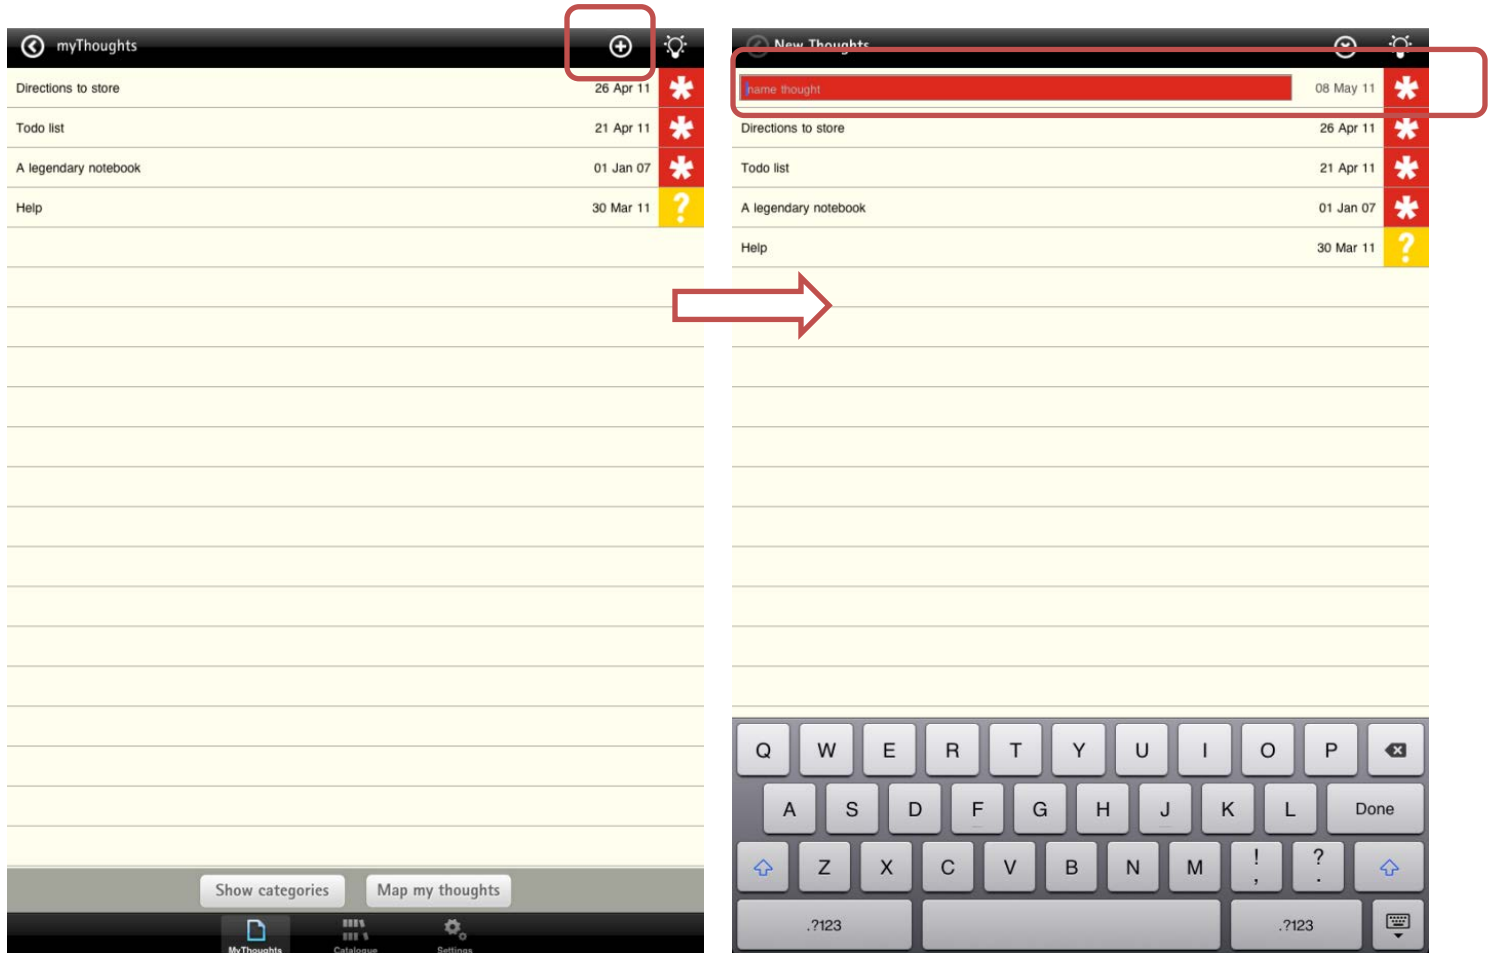 myThoughts
Directions to store 26 Apr 11
Todo list 21 Apr 11
A legendary notebook 01 Jan 07
Help 30 Mar 11
?
Show categories Map my thoughts
MyThoughts Catalogue Settings
New Thoughts
name thought 08 May 11
Directions to store 26 Apr 11
Todo list 21 Apr 11
A legendary notebook 01 Jan 07
Help 30 Mar 11
?
Q W E R T Y U I O P
A S D F G H J K L Done
Z X C V B N M ! , ? .
.?123 .?123